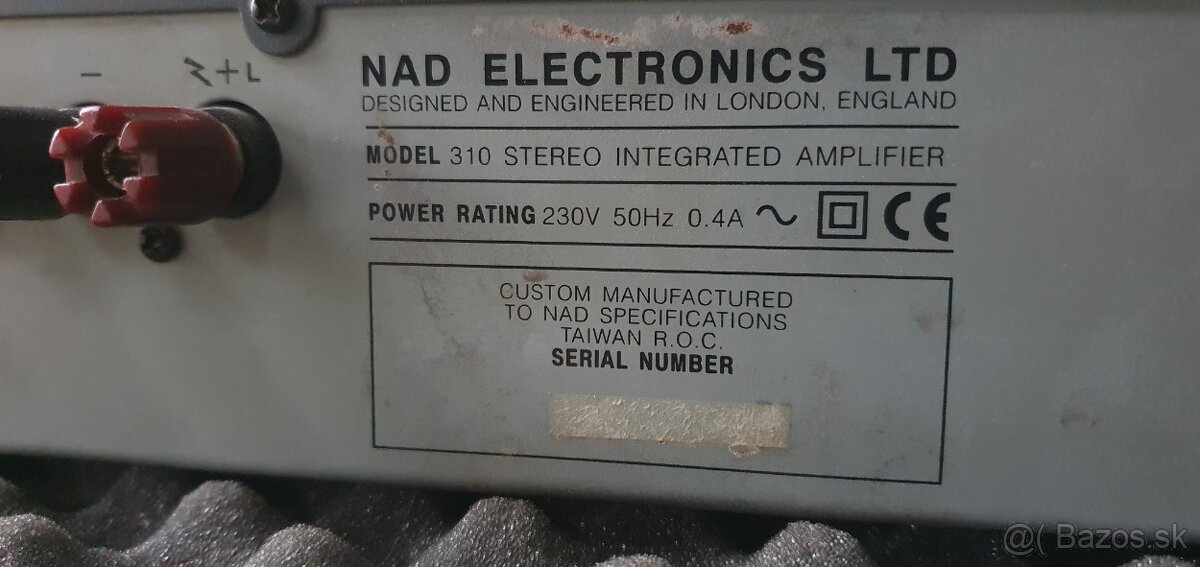 - + L
NAD ELECTRONICS LTD
DESIGNED AND ENGINEERED IN LONDON, ENGLAND
MODEL 310 STEREO INTEGRATED AMPLIFIER
POWER RATING 230V 50Hz 0.4A ~ CE
CUSTOM MANUFACTURED
TO NAD SPECIFICATIONS
TAIWAN R.O.C.
SERIAL NUMBER
@( Bazos.sk